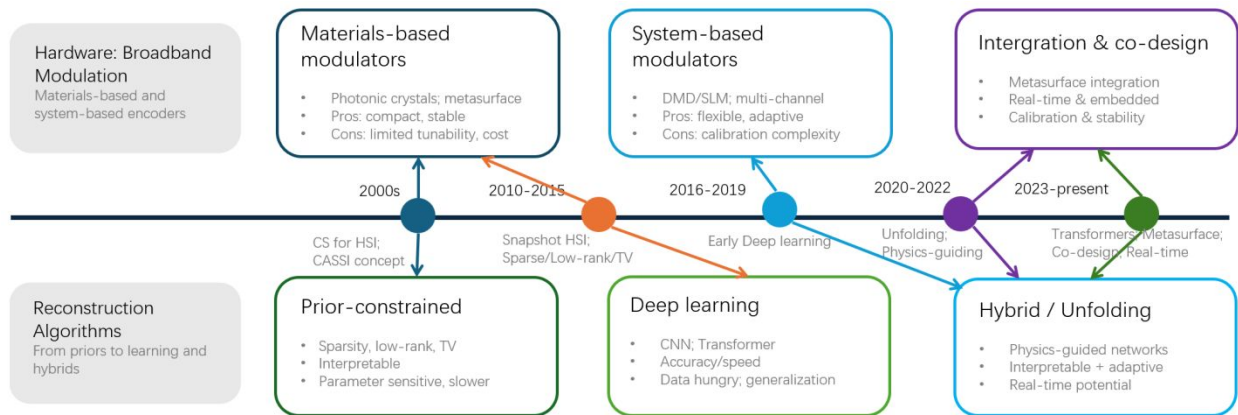 Hardware: Broadband
Modulation
Materials-based and
system-based encoders
Materials-based
modulators
• Photonic crystals; metasurface
• Pros: compact, stable
• Cons: limited tunability, cost
System-based
modulators
• DMD/SLM; multi-channel
• Pros: flexible, adaptive
• Cons: calibration complexity
Intergration & co-design
• Metasurface integration
• Real-time & embedded
• Calibration & stability
2000s
2010-2015
2016-2019
2020-2022
2023-present
CS for HSI;
CASSI concept
Snapshot HSI;
Sparse/Low-rank/TV
Early Deep learning
Unfolding;
Physics-guiding
Transformers; Metasurface;
Co-design; Real-time
Reconstruction
Algorithms
From priors to learning and
hybrids
Prior-constrained
• Sparsity, low-rank, TV
• Interpretable
• Parameter sensitive, slower
Deep learning
• CNN; Transformer
• Accuracy/speed
• Data hungry; generalization
Hybrid / Unfolding
• Physics-guided networks
• Interpretable + adaptive
• Real-time potential